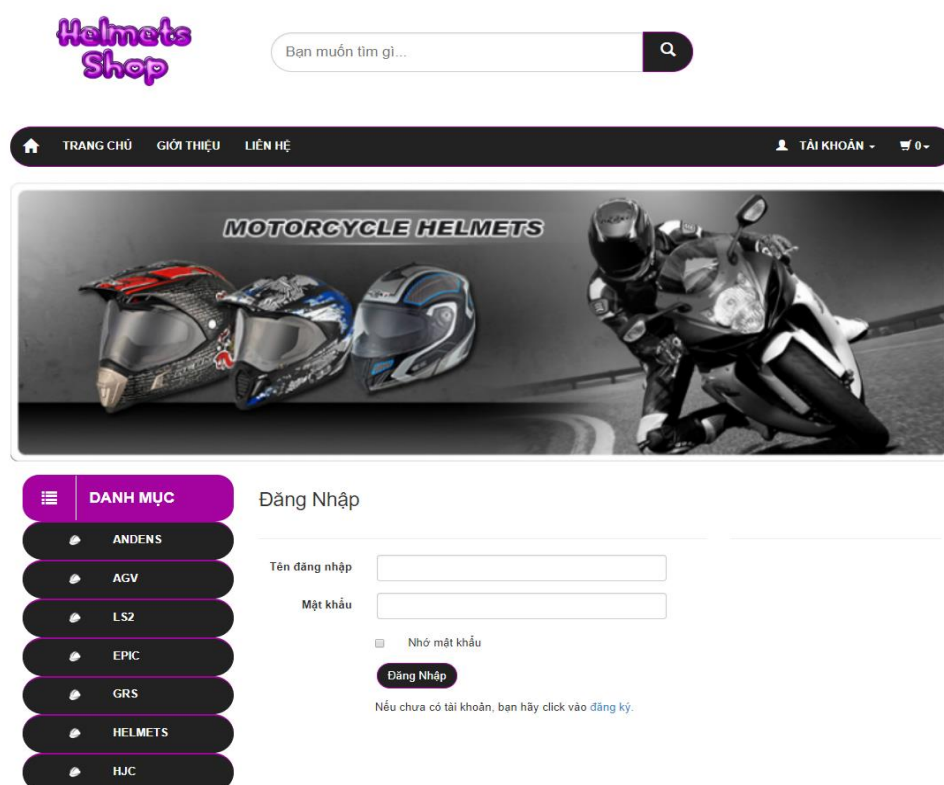 Helmets
Shop
Bạn muốn tìm gì...
TRANG CHỦ GIỚI THIỆU LIÊN HỆ TÀI KHOẢN 0
MOTORCYCLE HELMETS
DANH MỤC
ANDENS
AGV
LS2
EPIC
GRS
HELMETS
HJC
Đăng Nhập
Tên đăng nhập
Mật khẩu
Nhớ mật khẩu
Đăng Nhập
Nếu chưa có tài khoản, bạn hãy click vào đăng ký.